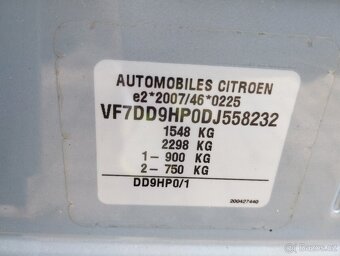 AUTOMOBILES CITROEN
e2*2007/46*0225
VF7DD9HP0DJ558232
1548 KG
2298 KG
1- 900 KG
2- 750 KG
DD9HP0/1
200427440